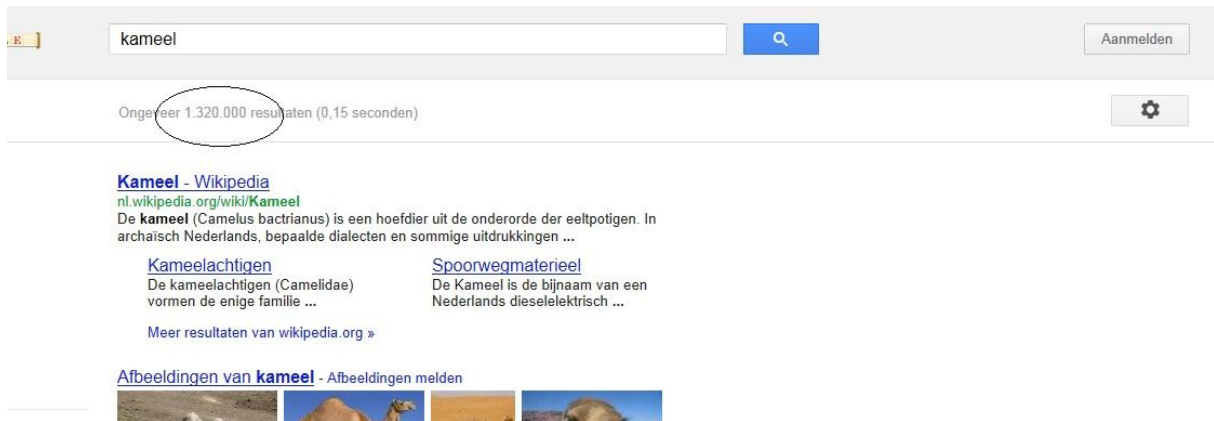 L E
kameel
Aanmelden
Ongeveer 1.320.000 resultaten (0,15 seconden)
Kameel - Wikipedia
nl.wikipedia.org/wiki/Kameel
De kameel (Camelus bactrianus) is een hoefdier uit de onderorde der eeltpotigen. In
archaïsch Nederlands, bepaalde dialecten en sommige uitdrukkingen ...
Kameelachtigen
De kameelachtigen (Camelidae)
vormen de enige familie ...
Spoorwegmaterieel
De Kameel is de bijnaam van een
Nederlands dieselelektrisch ...
Meer resultaten van wikipedia.org »
Afbeeldingen van kameel - Afbeeldingen melden